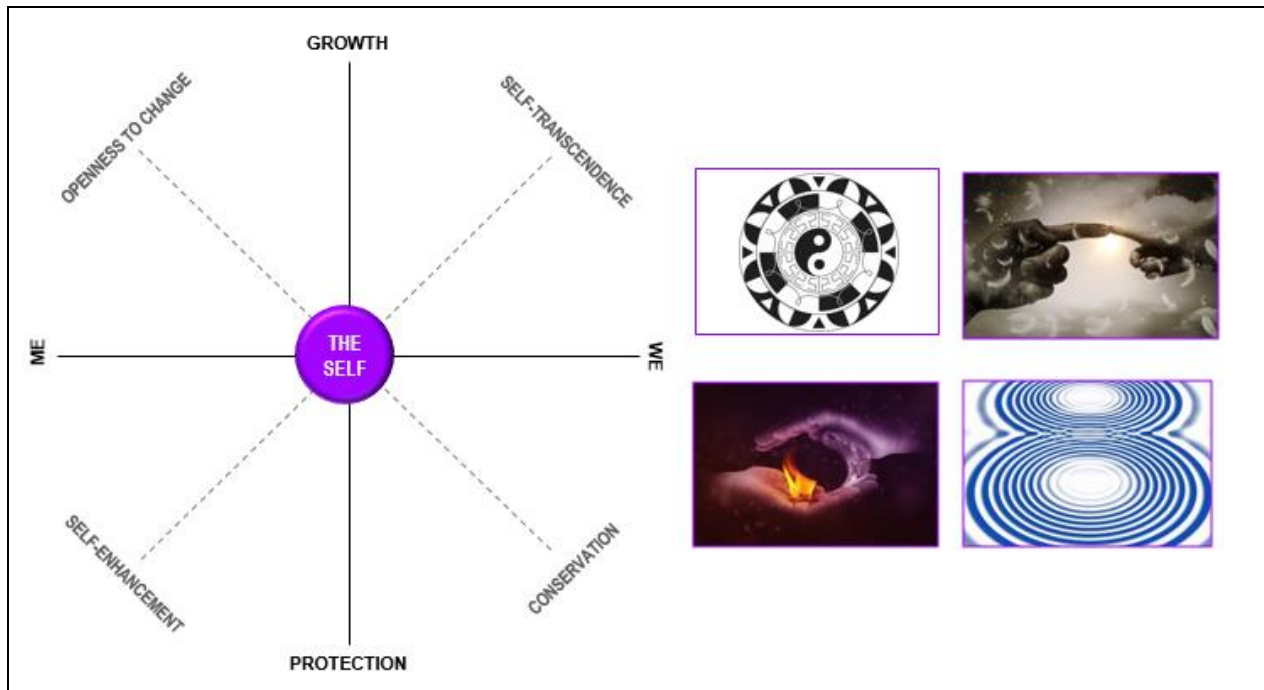 GROWTH
OPENNESS TO CHANGE
SELF-TRANSCENDENCE
ME
THE
SELF
WE
SELF-ENHANCEMENT
CONSERVATION
PROTECTION